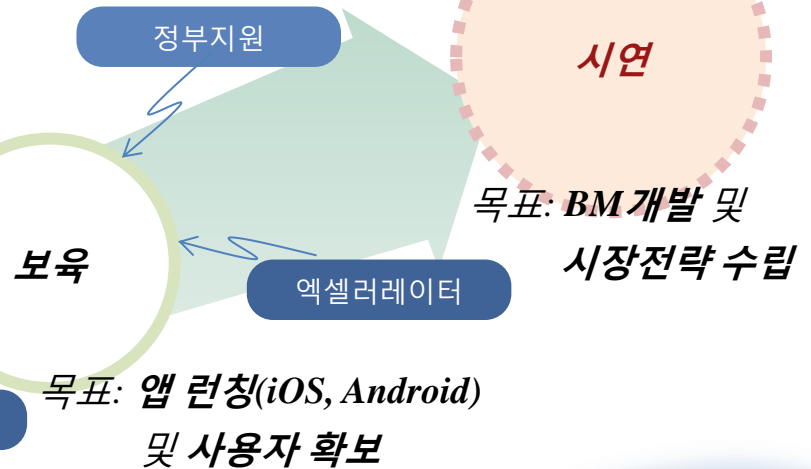 정부지원
시연
목표: BM개발 및
시장전략 수립
보육
엑셀러레이터
목표: 앱 런칭(iOS, Android)
및 사용자 확보